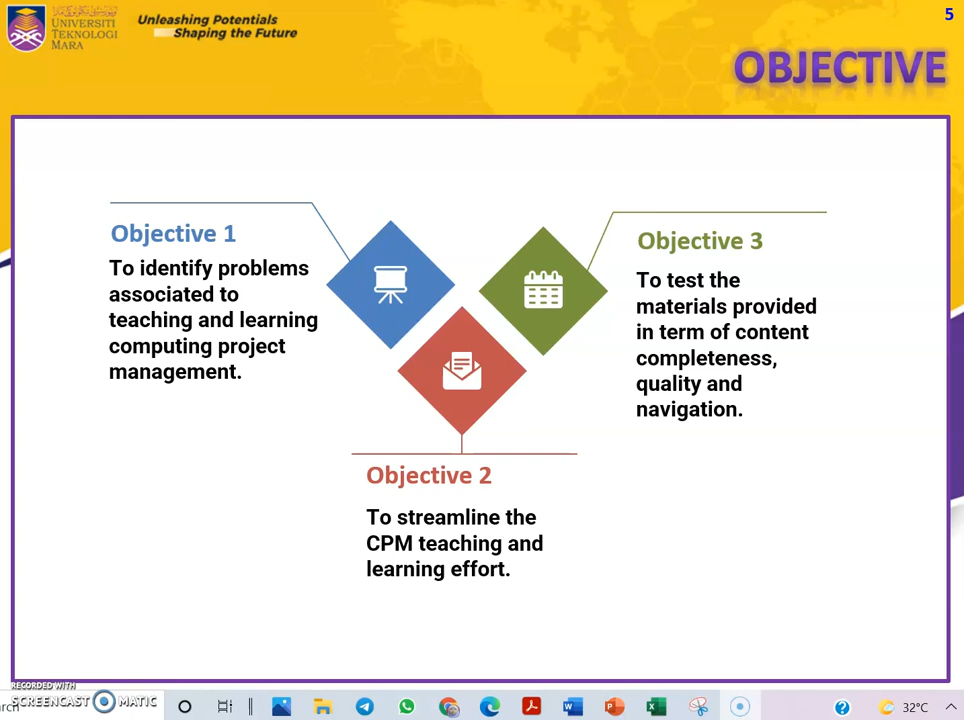 UNIVERSITI
TEKNOLOGI
MARA
Unleashing Potentials
Shaping the Future
5
OBJECTIVE
Objective 1
To identify problems
associated to
teaching and learning
computing project
management.
Objective 3
To test the
materials provided
in term of content
completeness,
quality and
navigation.
Objective 2
To streamline the
CPM teaching and
learning effort.
RECORDED WITH
SCREENCAST MATIC
32°C